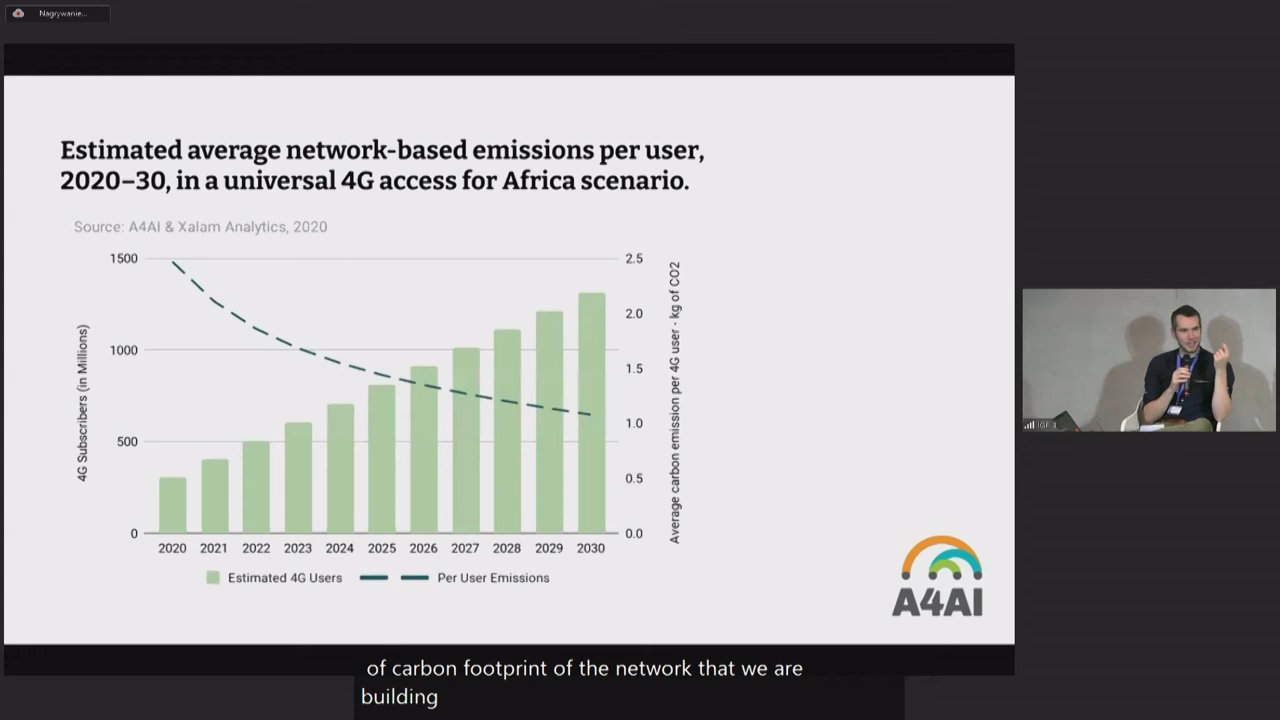 Nagrywanie...
Estimated average network-based emissions per user,
2020–30, in a universal 4G access for Africa scenario.
Source: A4AI & Xalam Analytics, 2020
4G Subscribers (in Millions)
1500
1000
500
0
2.5
2.0
1.5
1.0
0.5
0.0
Average carbon emission per 4G user - kg of CO2
2020 2021 2022 2023 2024 2025 2026 2027 2028 2029 2030
Estimated 4G Users Per User Emissions
A4AI
of carbon footprint of the network that we are
building